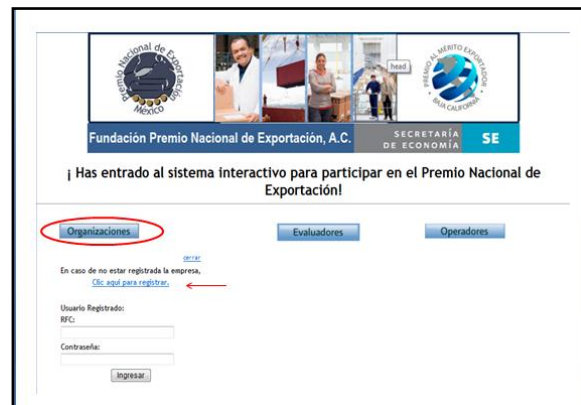 Premio Nacional de Exportación
México
head
PREMIO AL MÉRITO EXPORTADOR
BAJA CALIFORNIA
Fundación Premio Nacional de Exportación, A.C.
SECRETARÍA
DE ECONOMÍA
SE
¡ Has entrado al sistema interactivo para participar en el Premio Nacional de
Exportación!
Organizaciones
Evaluadores
Operadores
cerrar
En caso de no estar registrada la empresa,
Clic aquí para registrar.
Usuario Registrado:
RFC:
Contraseña:
Ingresar